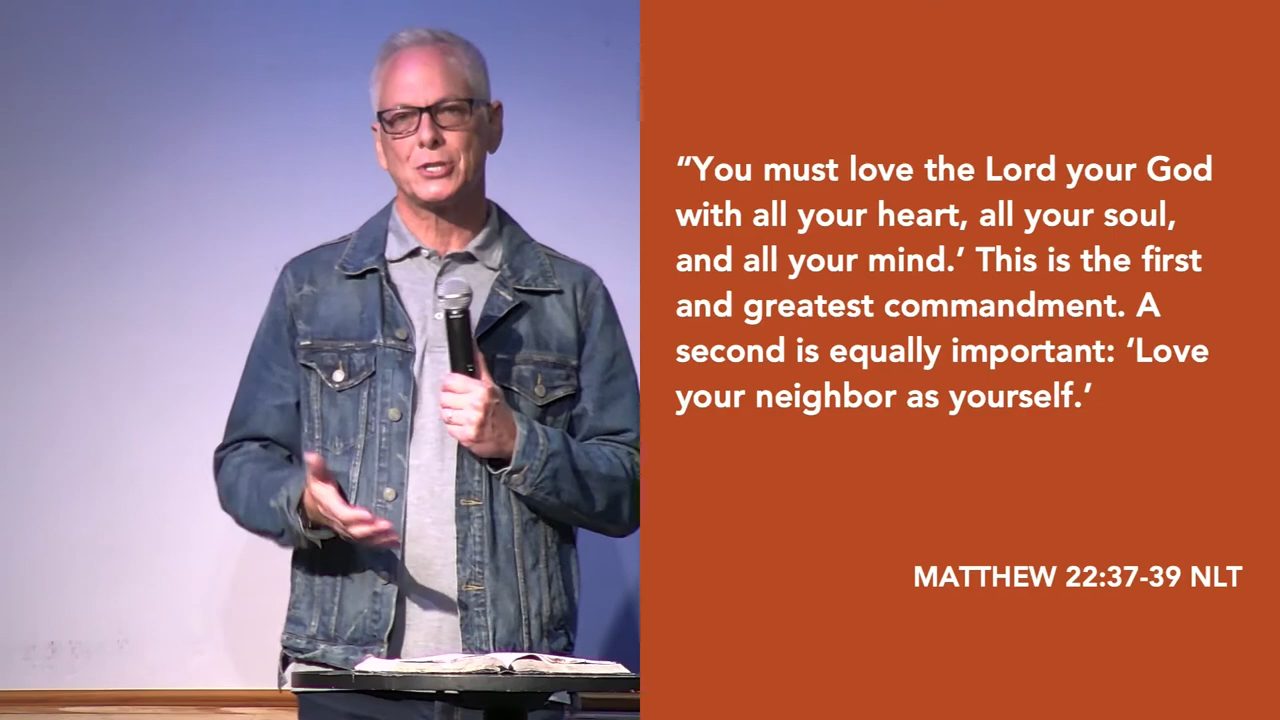 “You must love the Lord your God
with all your heart, all your soul,
and all your mind.’ This is the first
and greatest commandment. A
second is equally important: ‘Love
your neighbor as yourself.’
MATTHEW 22:37-39 NLT